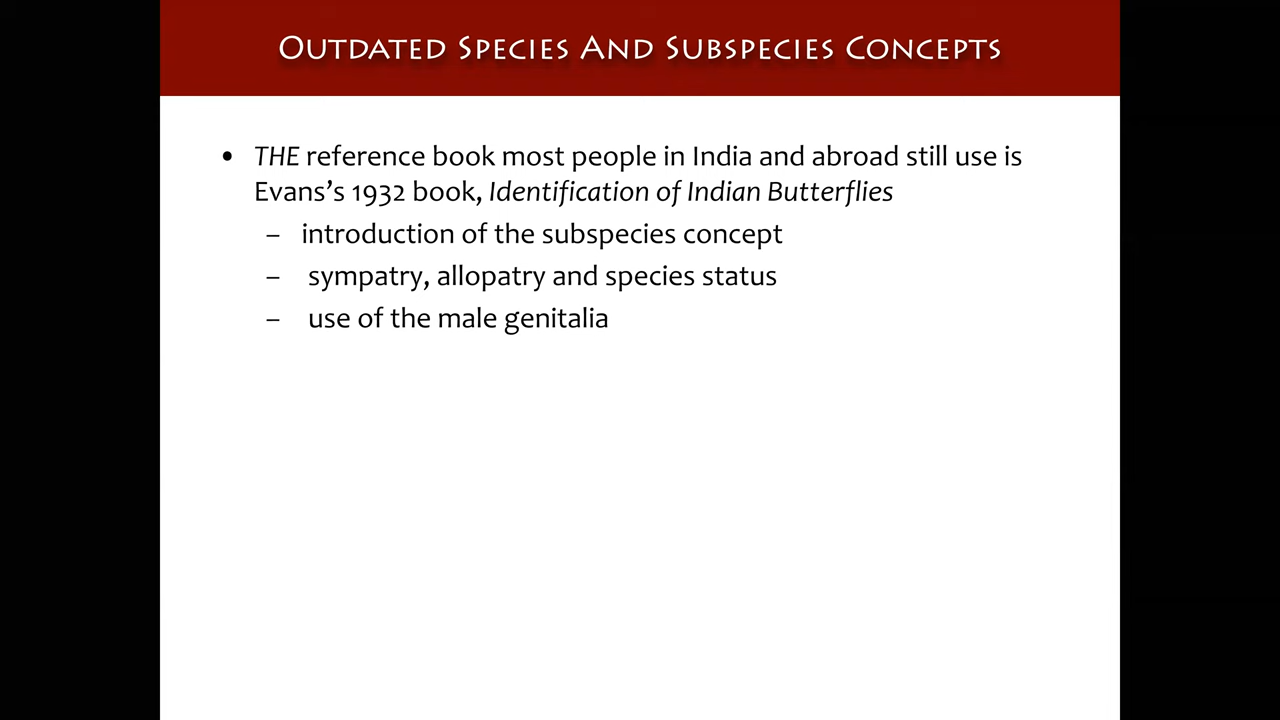 Outdated Species And Subspecies Concepts
• THE reference book most people in India and abroad still use is
Evans’s 1932 book, Identification of Indian Butterflies
– introduction of the subspecies concept
– sympatry, allopatry and species status
– use of the male genitalia